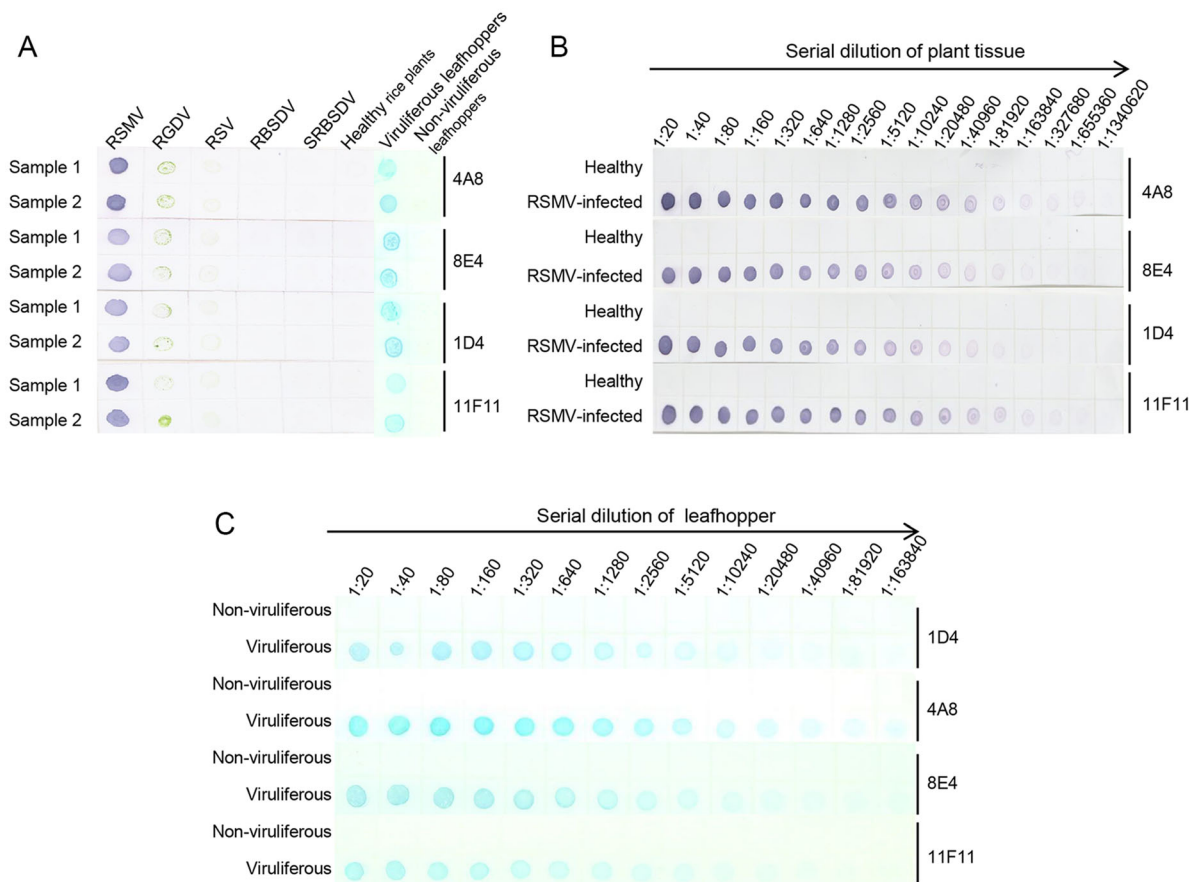 A
RSMV
RGDV
RSV
RBSDV
SRBSDV
Healthy rice plants
Viruliferous leafhoppers
Non-viruliferous
leafhoppers
Sample 1
Sample 2
4A8
Sample 1
Sample 2
8E4
Sample 1
Sample 2
1D4
Sample 1
Sample 2
11F11
B
Serial dilution of plant tissue
1:20
1:40
1:80
1:160
1:320
1:640
1:1280
1:2560
1:5120
1:10240
1:20480
1:40960
1:81920
1:163840
1:327680
1:655360
1:1340620
Healthy
RSMV-infected
4A8
Healthy
RSMV-infected
8E4
Healthy
RSMV-infected
1D4
Healthy
RSMV-infected
11F11
C
Serial dilution of leafhopper
1:20
1:40
1:80
1:160
1:320
1:640
1:1280
1:2560
1:5120
1:10240
1:20480
1:40960
1:81920
1:163840
Non-viruliferous
Viruliferous
1D4
Non-viruliferous
Viruliferous
4A8
Non-viruliferous
Viruliferous
8E4
Non-viruliferous
Viruliferous
11F11